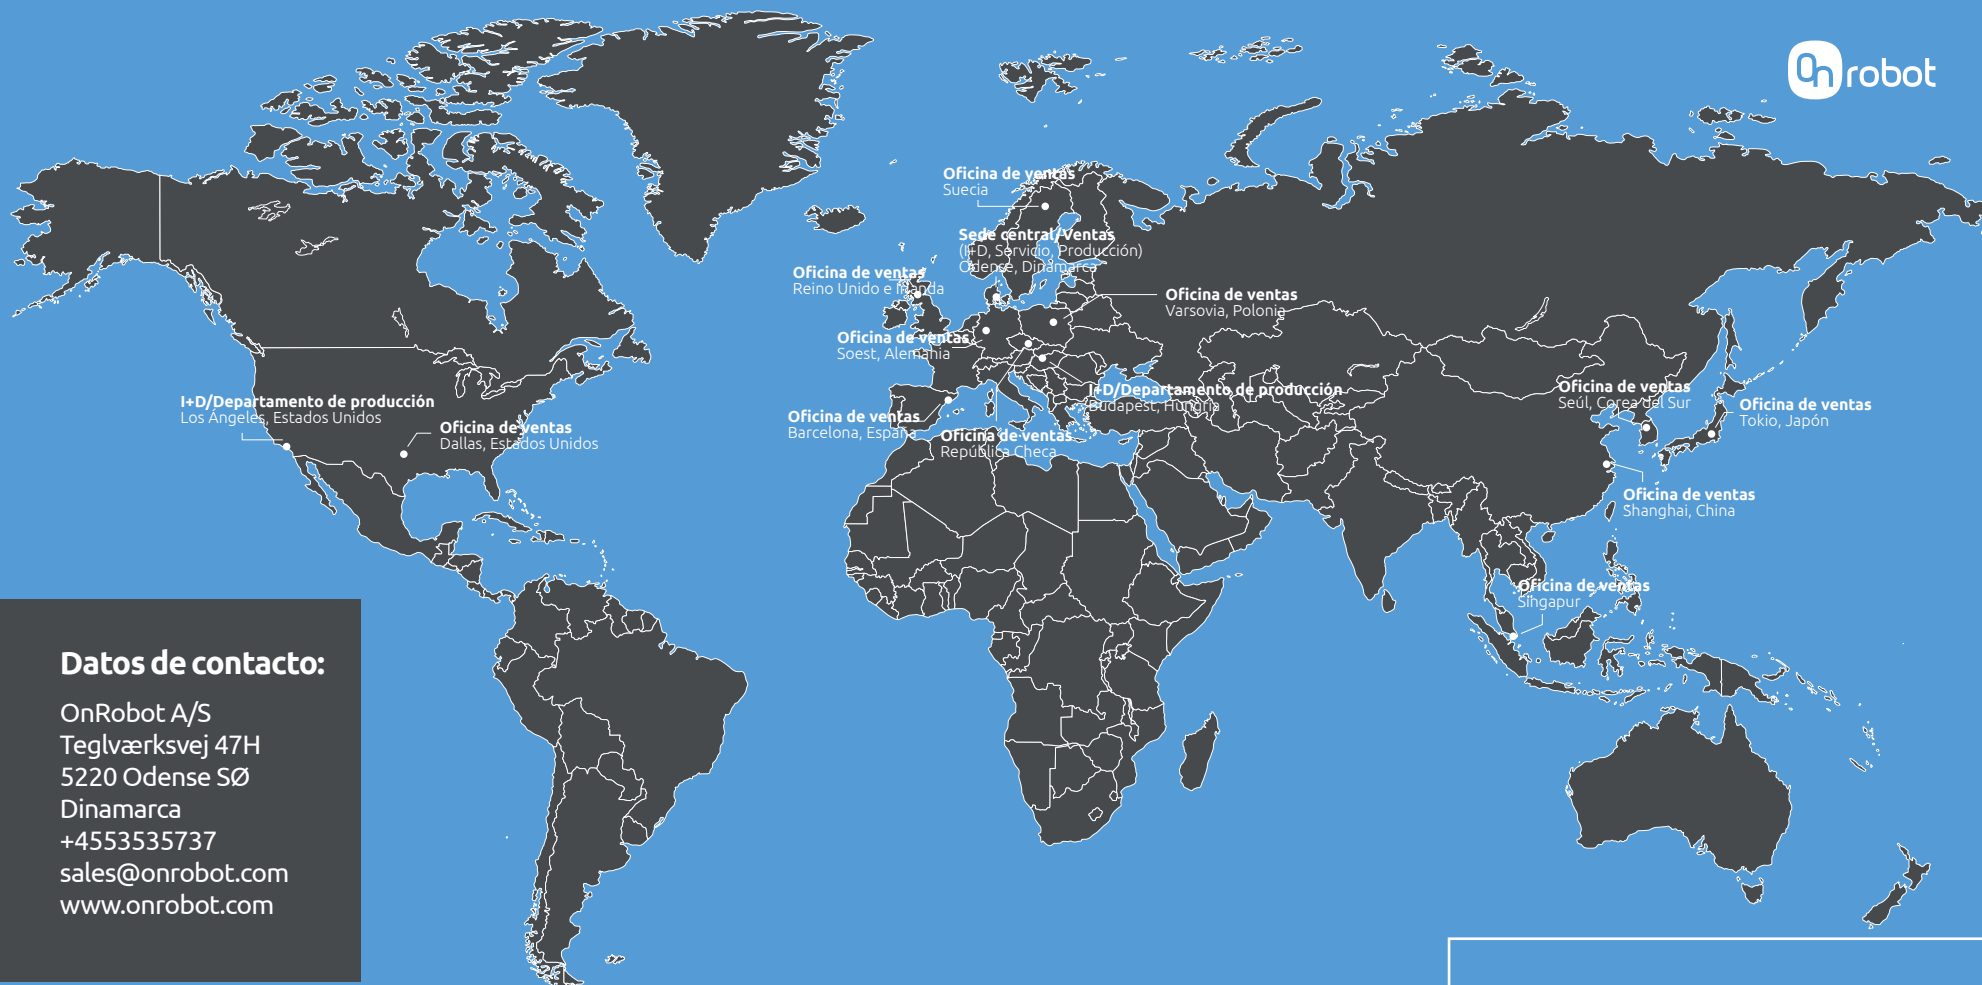 Onrobot
Oficina de ventas
Suecia
Sede central/Ventas
(I+D, Servicio, Producción)
Odense, Dinamarca
Oficina de ventas
Reino Unido e Irlanda
Oficina de ventas
Varsovia, Polonia
Oficina de ventas
Soest, Alemania
I+D/Departamento de producción
Budapest, Hungría
Oficina de ventas
Seúl, Corea del Sur
Oficina de ventas
Tokio, Japón
I+D/Departamento de producción
Los Ángeles, Estados Unidos
Oficina de ventas
Dallas, Estados Unidos
Oficina de ventas
Barcelona, España
Oficina de ventas
República Checa
Oficina de ventas
Shanghai, China
Oficina de ventas
Singapur
Datos de contacto:
OnRobot A/S
Teglværksvej 47H
5220 Odense SØ
Dinamarca
+4553535737
sales@onrobot.com
www.onrobot.com